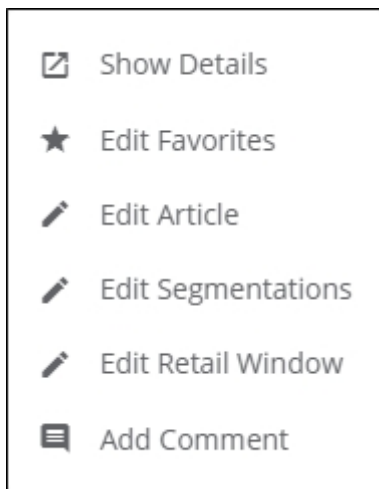 Show Details
Edit Favorites
Edit Article
Edit Segmentations
Edit Retail Window
Add Comment